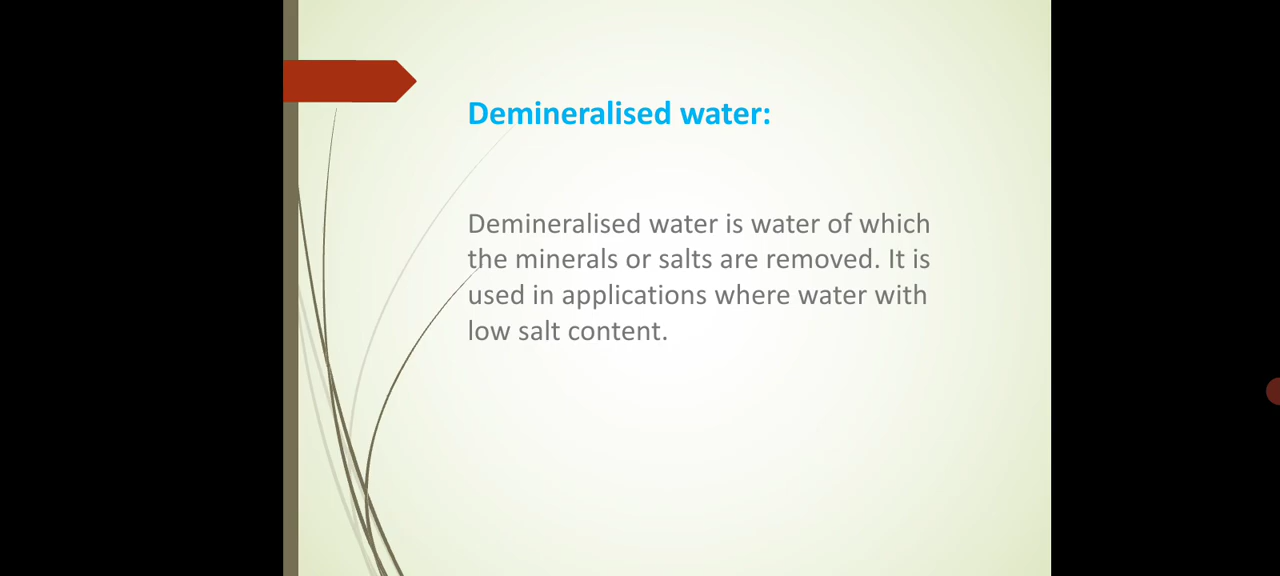 Demineralised water:
Demineralised water is water of which
the minerals or salts are removed. It is
used in applications where water with
low salt content.